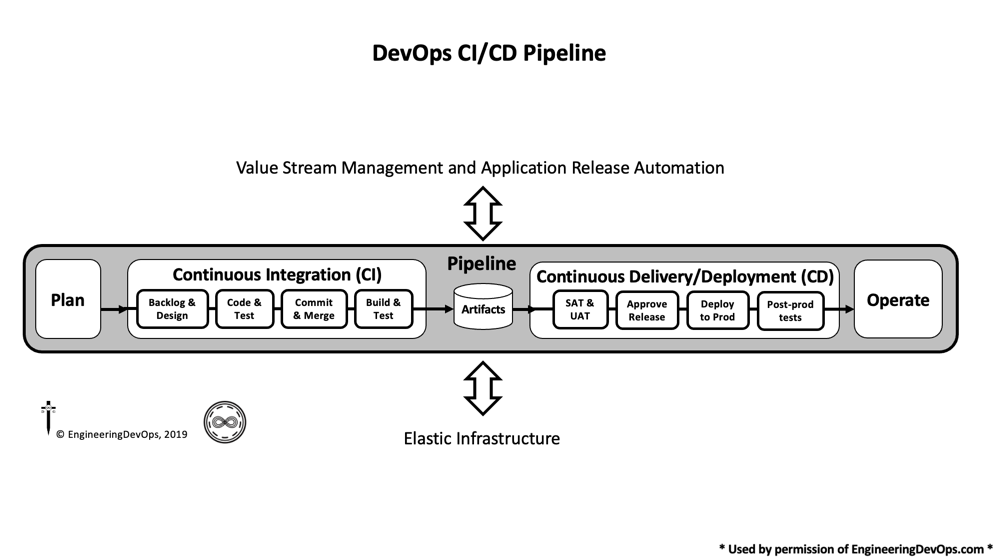 DevOps CI/CD Pipeline
Value Stream Management and Application Release Automation
Pipeline
Plan
Continuous Integration (CI)
Backlog &
Design
Code &
Test
Commit
& Merge
Build &
Test
Artifacts
Continuous Delivery/Deployment (CD)
SAT &
UAT
Approve
Release
Deploy
to Prod
Post-prod
tests
Operate
© EngineeringDevOps, 2019
Elastic Infrastructure
* Used by permission of EngineeringDevOps.com *